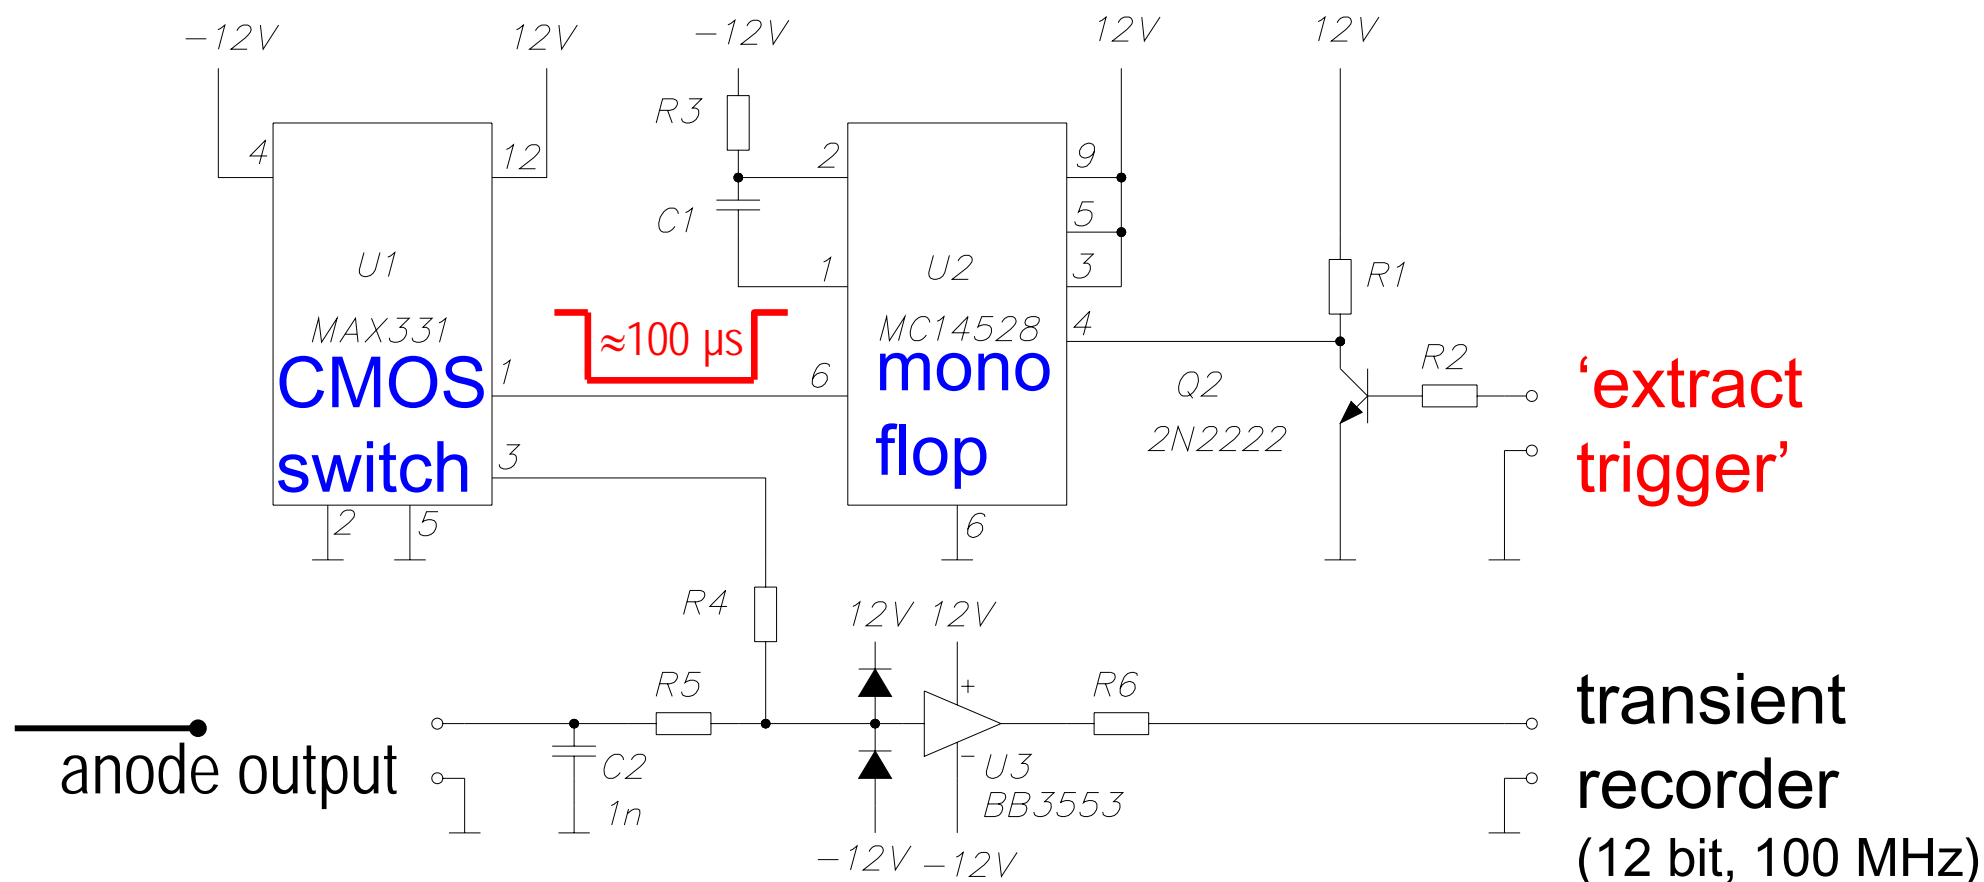 -12V
12V
-12V
12V
12V
R3
4
12
2
9
C1
5
U1
1
U2
3
R1
MAX331
≈100 µs
MC14528
4
CMOS
switch
1
6
mono
flop
Q2
2N2222
R2
‘extract
trigger’
3
2
5
6
R4
12V
12V
R5
+
R6
anode output
C2
1n
-
U3
BB3553
-12V
-12V
transient
recorder
(12 bit, 100 MHz)